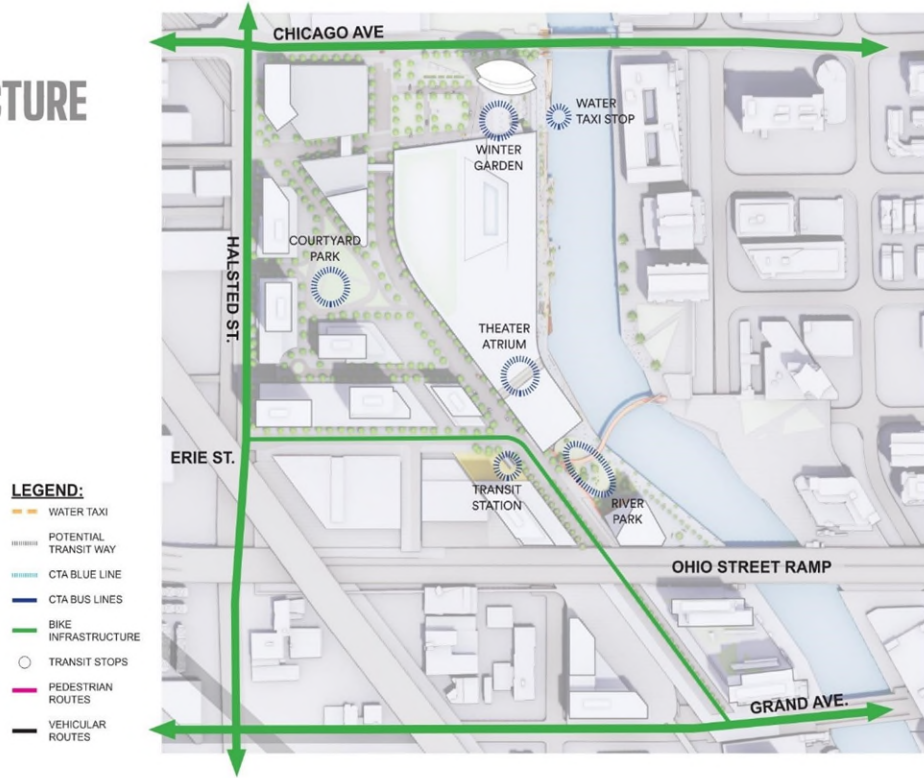 CHICAGO AVE
WATER
TAXI STOP
WINTER
GARDEN
COURTYARD
PARK
HALSTED ST.
THEATER
ATRIUM
ERIE ST.
TRANSIT
STATION
RIVER
PARK
OHIO STREET RAMP
GRAND AVE.
LEGEND:
WATER TAXI
POTENTIAL
TRANSIT WAY
CTA BLUE LINE
CTA BUS LINES
BIKE
INFRASTRUCTURE
TRANSIT STOPS
PEDESTRIAN
ROUTES
VEHICULAR
ROUTES